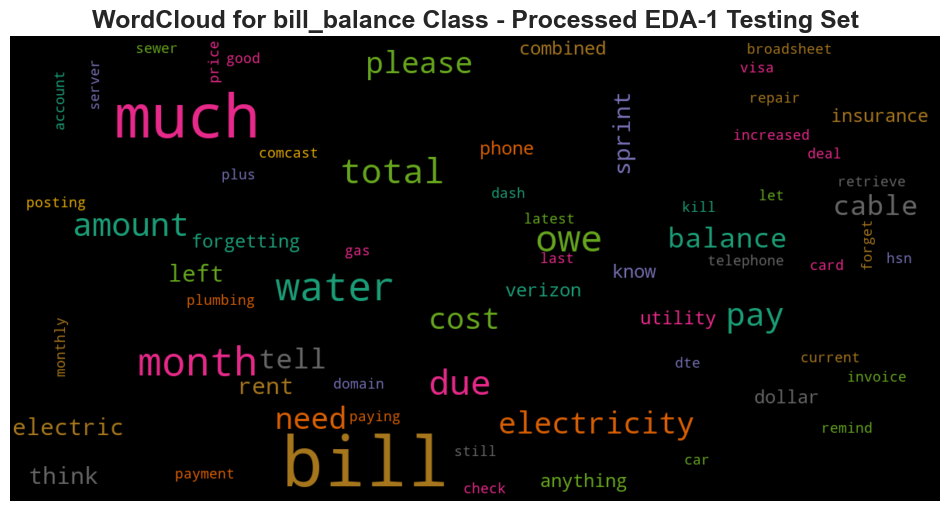 WordCloud for bill_balance Class - Processed EDA-1 Testing Set
sewer
price
good
combined
broadsheet
please
visa
account
server
much
sprint
repair
insurance
increased
comcast
phone
deal
total
plus
dash
let
retrieve
posting
kill
cable
amount
latest
forgetting
owe
balance
forget
gas
last
telephone
hsn
left
know
card
water
verizon
plumbing
cost
utility
pay
monthly
month
tell
dte
current
rent
domain
due
invoice
dollar
need
paying
electricity
electric
remind
bill
still
car
think
payment
check
anything